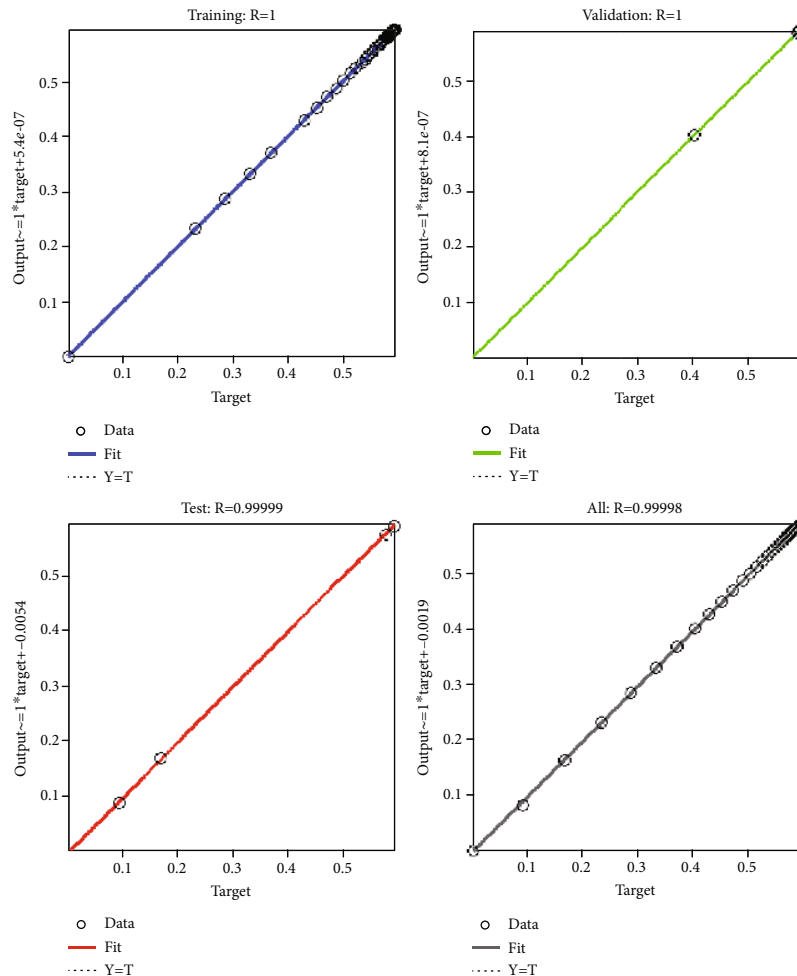 Training: R=1
Output~=1*target+5.4e-07
0.5
0.4
0.3
0.2
0.1
0.1 0.2 0.3 0.4 0.5
Target
Data
Fit
Y=T
Validation: R=1
Output~=1*target+8.1e-07
0.5
0.4
0.3
0.2
0.1
0.1 0.2 0.3 0.4 0.5
Target
Data
Fit
Y=T
Test: R=0.99999
Output~=1*target+−0.0054
0.5
0.4
0.3
0.2
0.1
0.1 0.2 0.3 0.4 0.5
Target
Data
Fit
Y=T
All: R=0.99998
Output~=1*target+−0.0019
0.5
0.4
0.3
0.2
0.1
0.1 0.2 0.3 0.4 0.5
Target
Data
Fit
Y=T